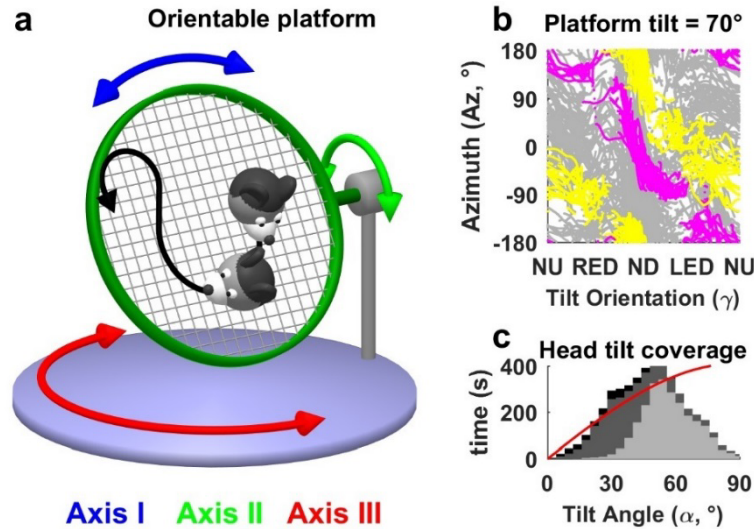 a
Orientable platform
Axis I Axis II Axis III
b
Platform tilt = 70°
Azimuth (Az, °)
180
90
0
-90
-180
NU RED ND LED NU
Tilt Orientation (γ)
c
Head tilt coverage
time (s)
400
200
0
0 30 60 90
Tilt Angle (α, °)